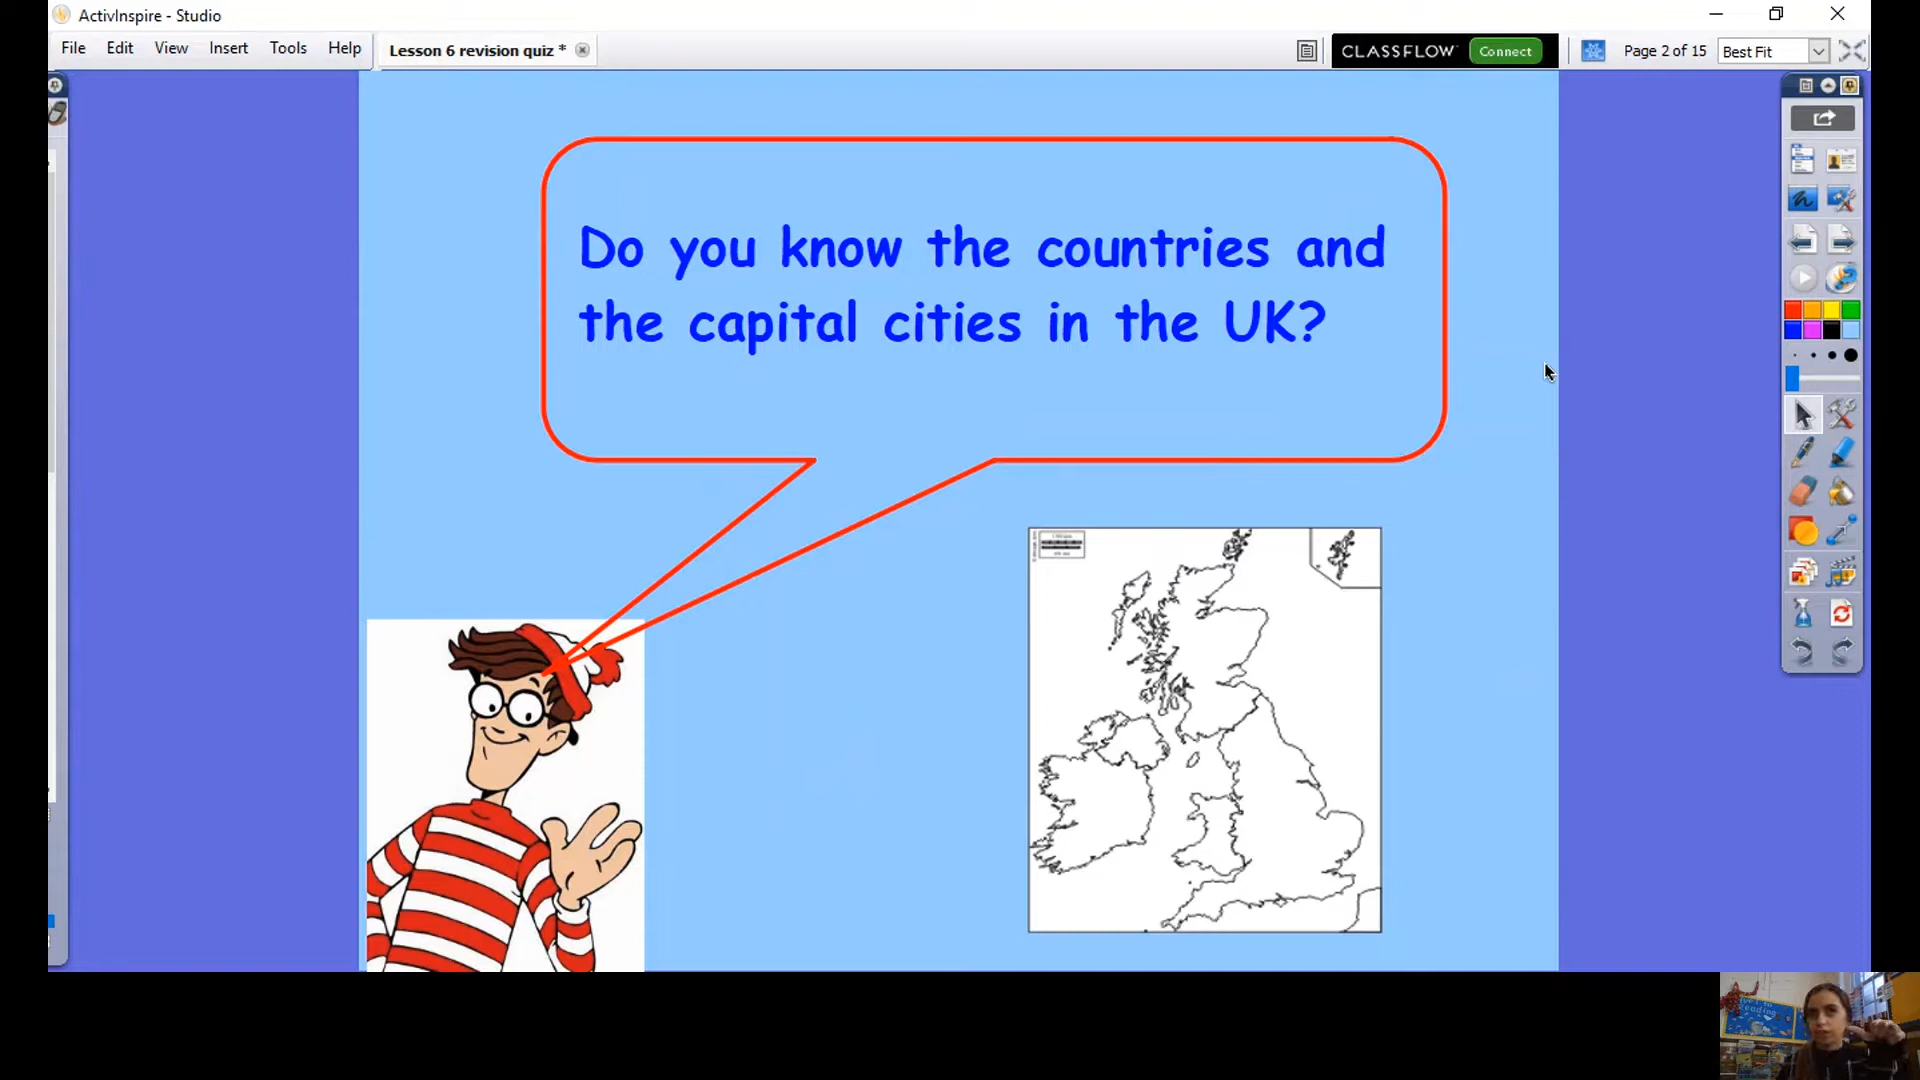 ActivInspire - Studio
File Edit View Insert Tools Help
Lesson 6 revision quiz *
CLASSFLOW Connect
Page 2 of 15
Best Fit
Do you know the countries and
the capital cities in the UK?